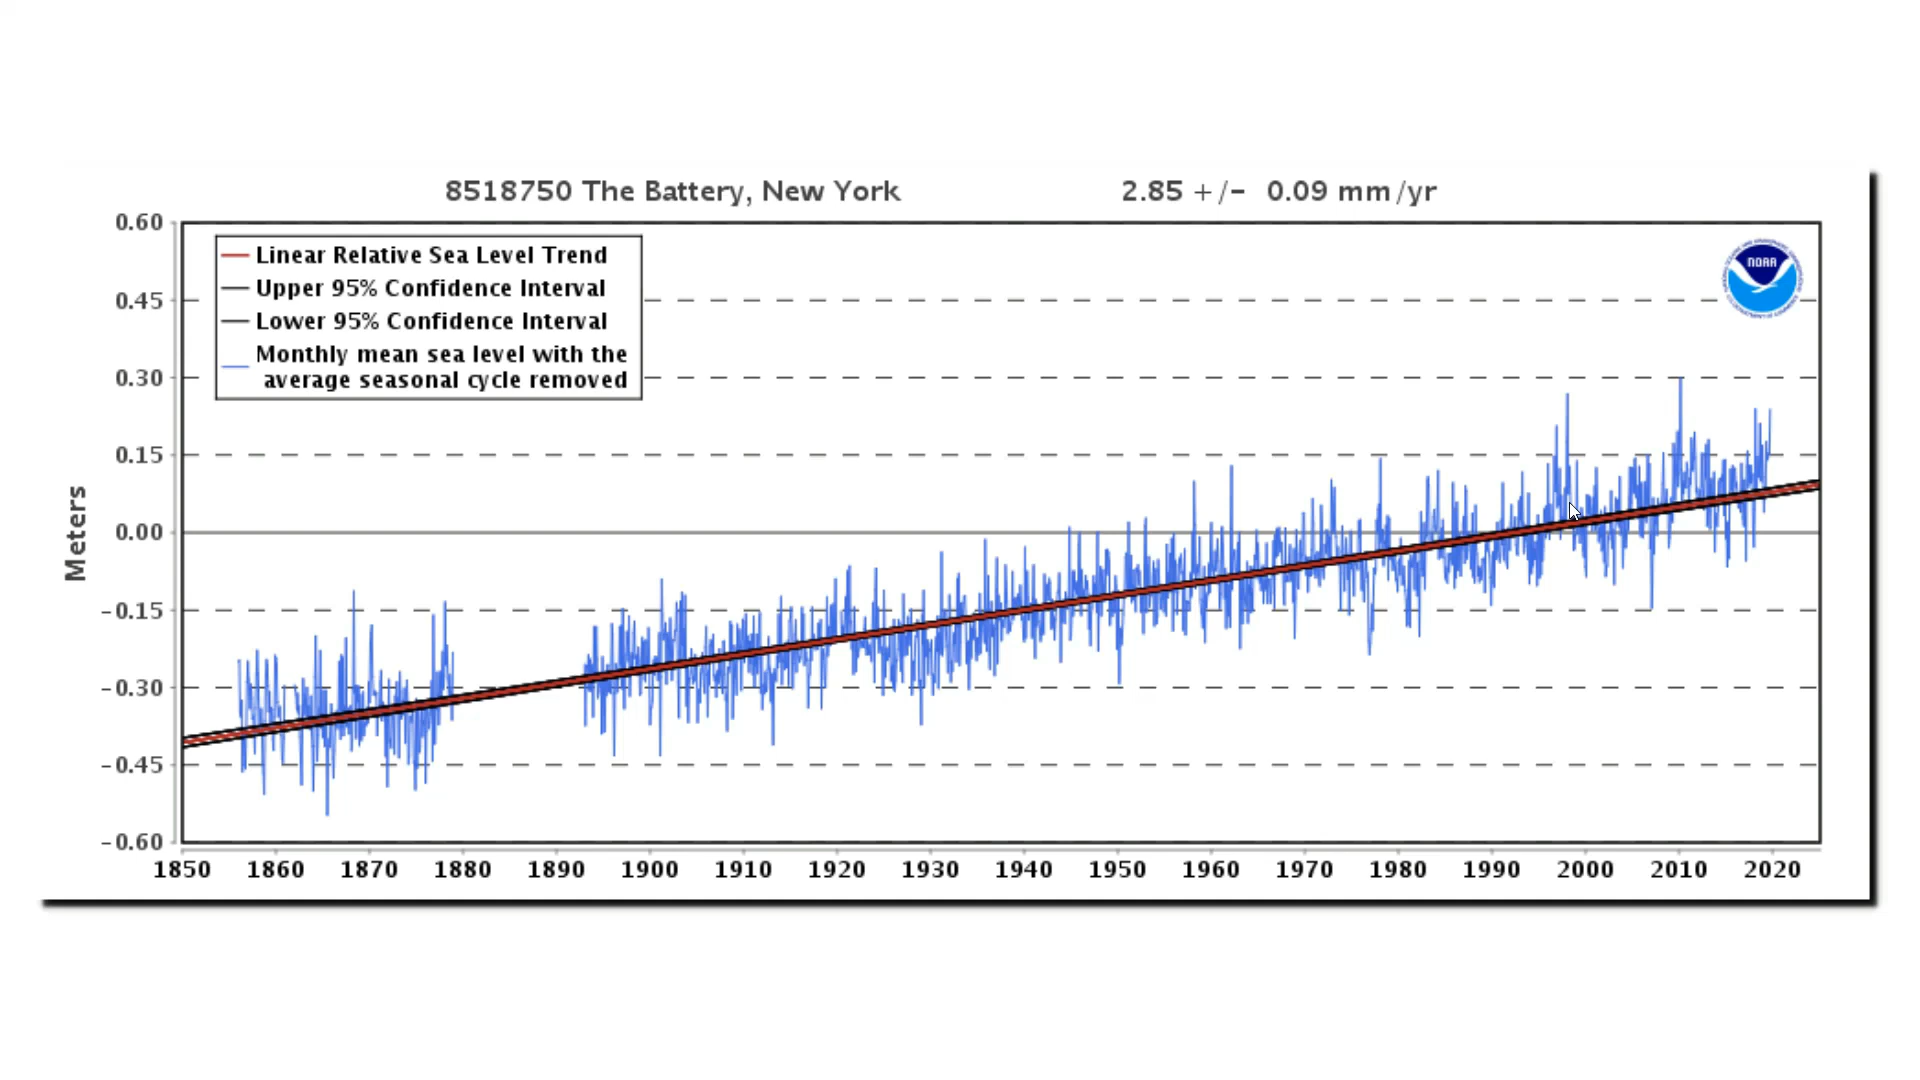 8518750 The Battery, New York 2.85 +/- 0.09 mm/yr
Linear Relative Sea Level Trend
Upper 95% Confidence Interval
Lower 95% Confidence Interval
Monthly mean sea level with the
average seasonal cycle removed
NOAA
Meters
0.60
0.45
0.30
0.15
0.00
-0.15
-0.30
-0.45
-0.60
1850 1860 1870 1880 1890 1900 1910 1920 1930 1940 1950 1960 1970 1980 1990 2000 2010 2020